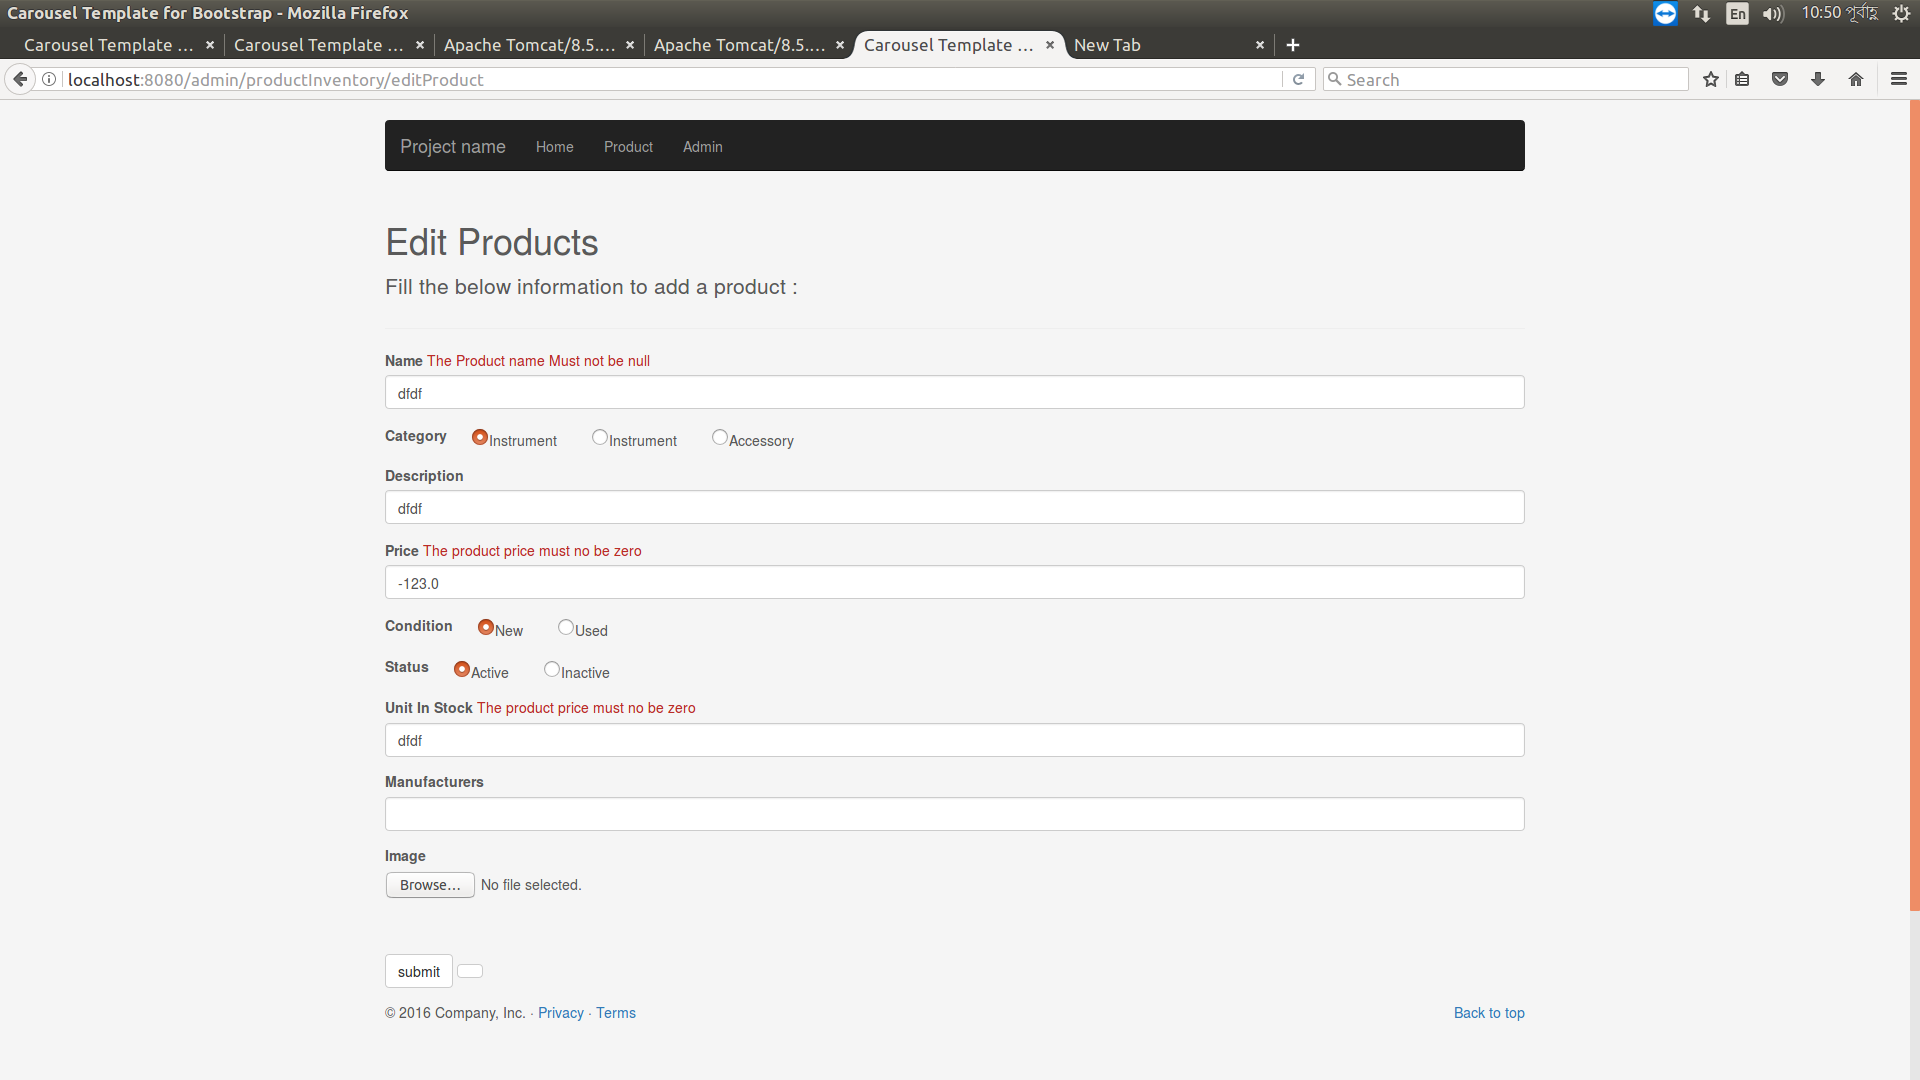 Carousel Template for Bootstrap - Mozilla Firefox
En
10:50 পূর্বাহ্ণ
Carousel Template ...
Carousel Template ...
Apache Tomcat/8.5....
Apache Tomcat/8.5....
Carousel Template ...
New Tab
localhost:8080/admin/productInventory/editProduct
Search
Project name
Home
Product
Admin
Edit Products
Fill the below information to add a product :
Name The Product name Must not be null
dfdf
Category Instrument Instrument Accessory
Description
dfdf
Price The product price must no be zero
-123.0
Condition New Used
Status Active Inactive
Unit In Stock The product price must no be zero
dfdf
Manufacturers
Image
Browse... No file selected.
submit
© 2016 Company, Inc. · Privacy · Terms
Back to top